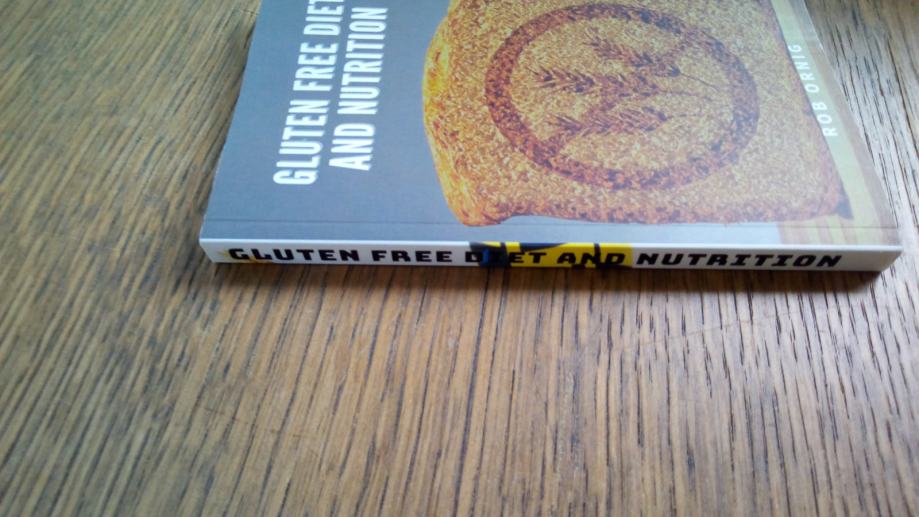 GLUTEN FREE DIET
AND NUTRITION
ROB ORNIG
GLUTEN FREE DIET AND NUTRITION